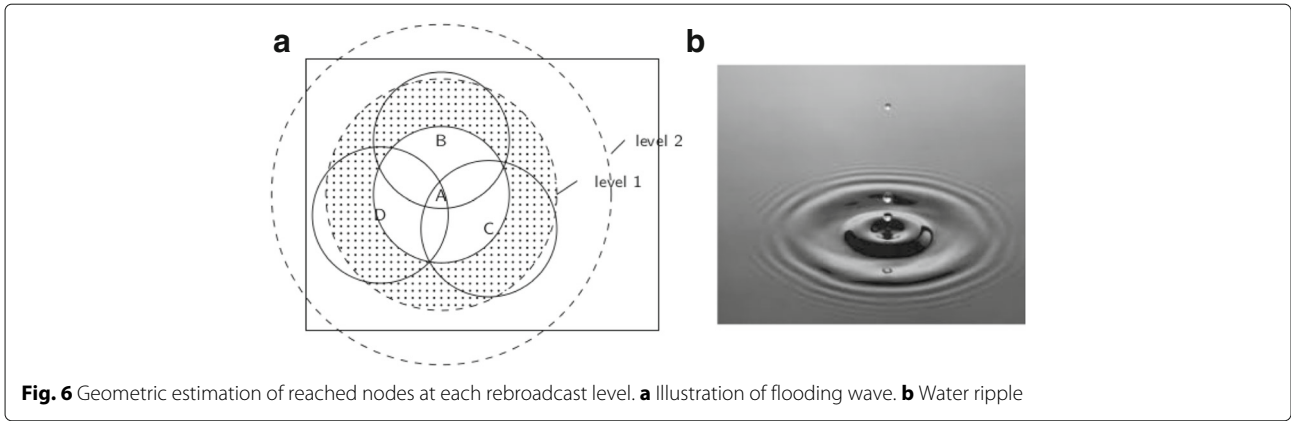 a
b
B
level 2
level 1
A
D
C
Fig. 6 Geometric estimation of reached nodes at each rebroadcast level. a Illustration of flooding wave. b Water ripple